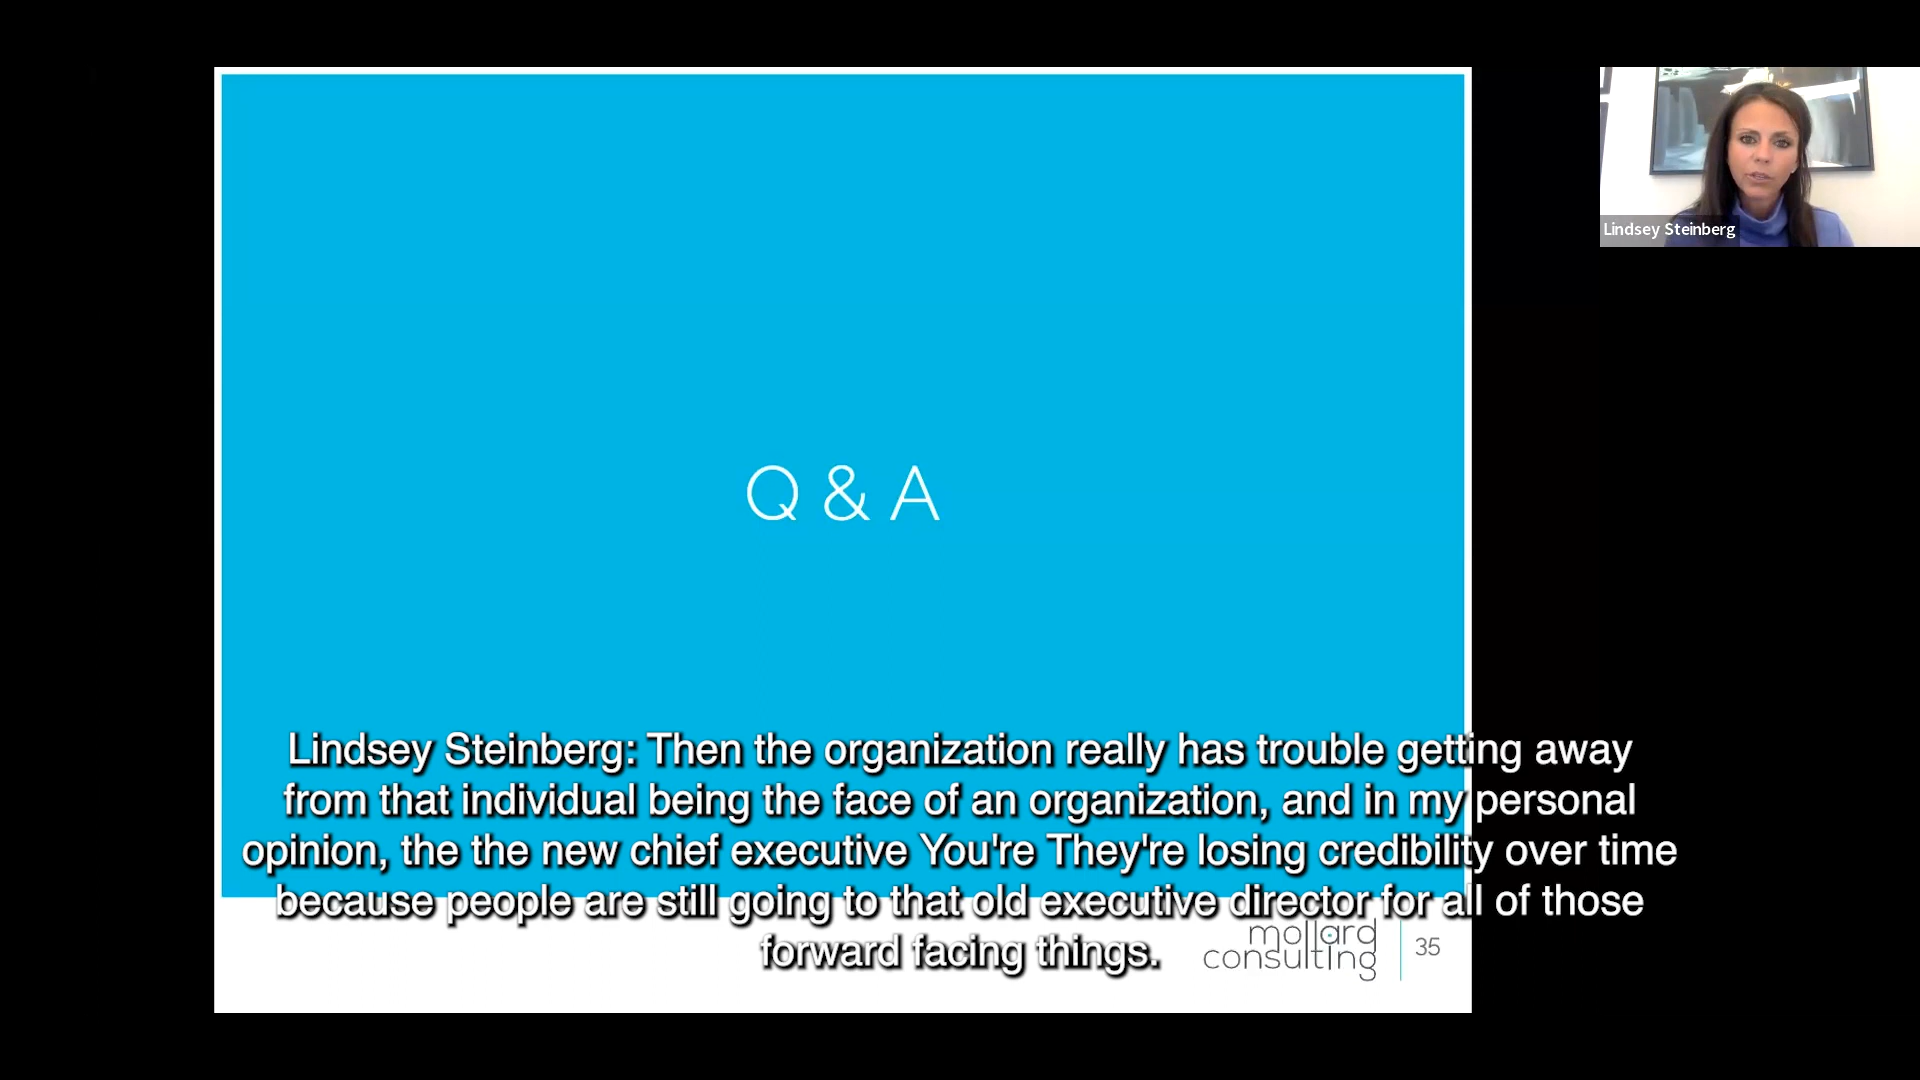 Lindsey Steinberg
Q & A
Lindsey Steinberg: Then the organization really has trouble getting away
from that individual being the face of an organization, and in my personal
opinion, the the new chief executive You're They're losing credibility over time
because people are still going to that old executive director for all of those
forward facing things.
mollard
consulting
35